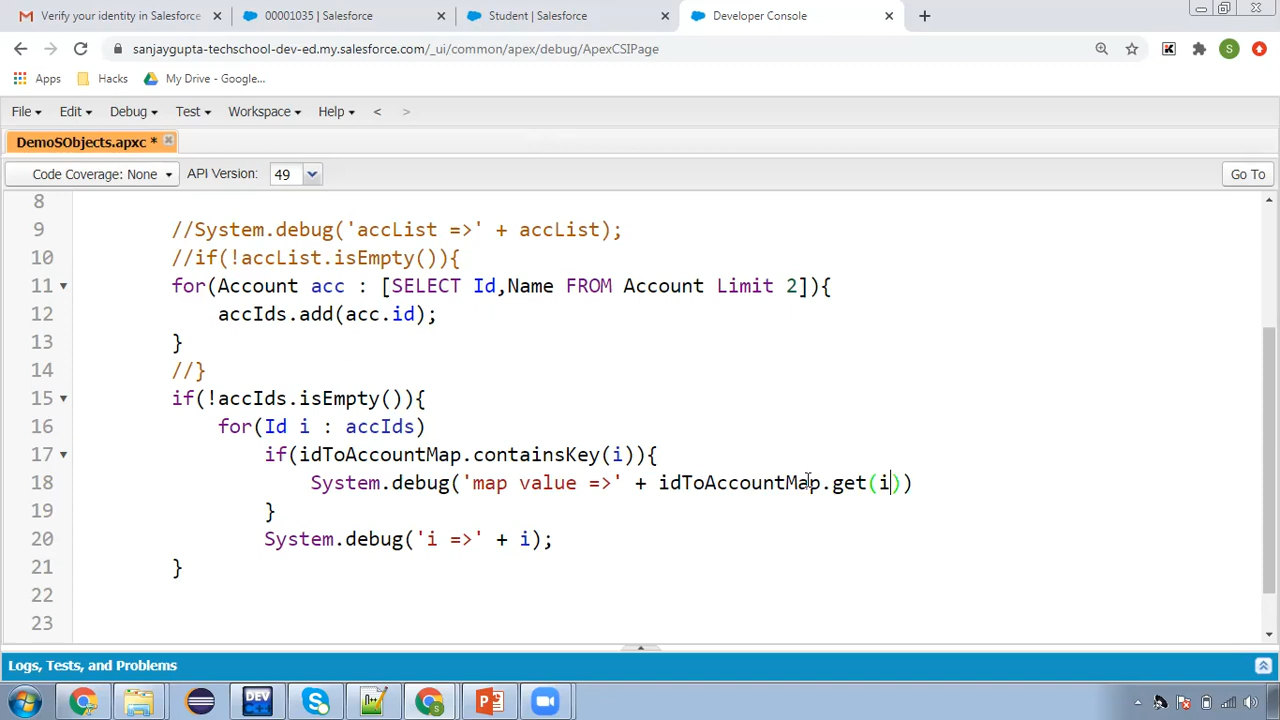 Verify your identity in Salesforce
00001035 | Salesforce
Student | Salesforce
Developer Console
sanjaygupta-techschool-dev-ed.my.salesforce.com/_ui/common/apex/debug/ApexCSIPage
S
Apps
Hacks
My Drive - Google...
File
Edit
Debug
Test
Workspace
Help
<
>
DemoSObjects.apxc *
Code Coverage: None
API Version:
49
Go To
8
9 //System.debug('accList =>' + accList);
10 //if(!accList.isEmpty()){
11 for(Account acc : [SELECT Id,Name FROM Account Limit 2]){
12 accIds.add(acc.id);
13 }
14 //}
15 if(!accIds.isEmpty()){
16 for(Id i : accIds)
17 if(idToAccountMap.containsKey(i)){
18 System.debug('map value =>' + idToAccountMap.get(i))
19 }
20 System.debug('i =>' + i);
21 }
22
23
Logs, Tests, and Problems
DEV
C++